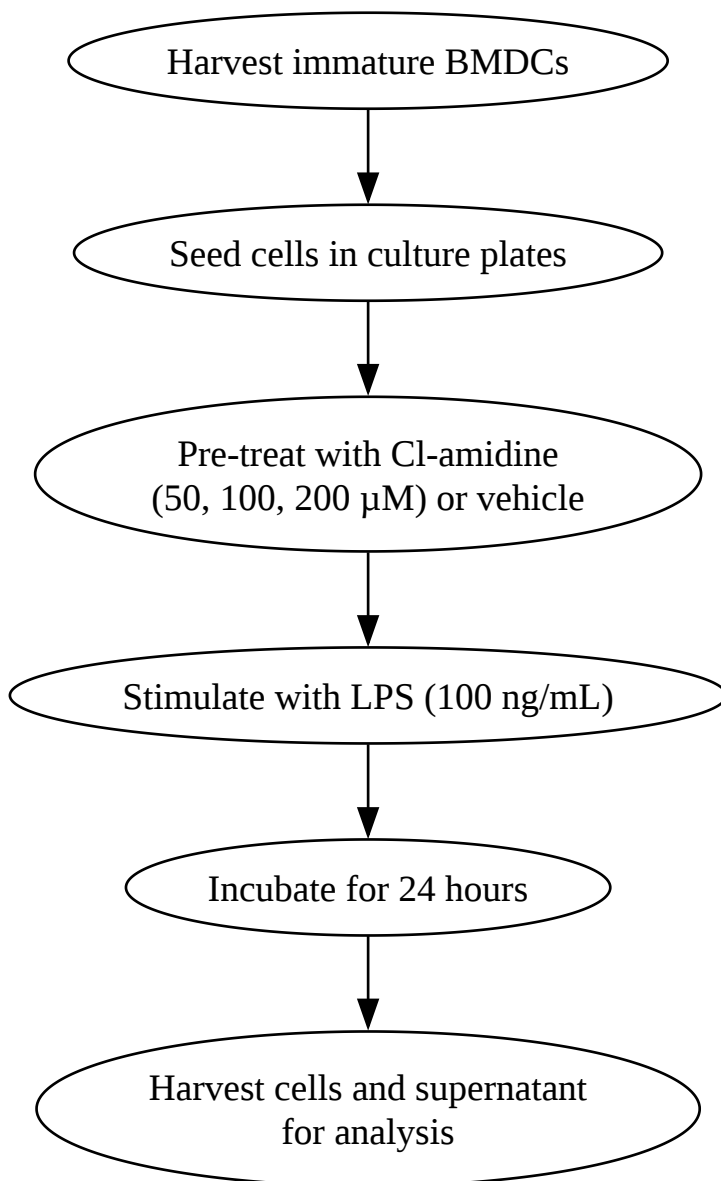 Harvest immature BMDCs
Seed cells in culture plates
Pre-treat with Cl-amidine
(50, 100, 200 µM) or vehicle
Stimulate with LPS (100 ng/mL)
Incubate for 24 hours
Harvest cells and supernatant
for analysis